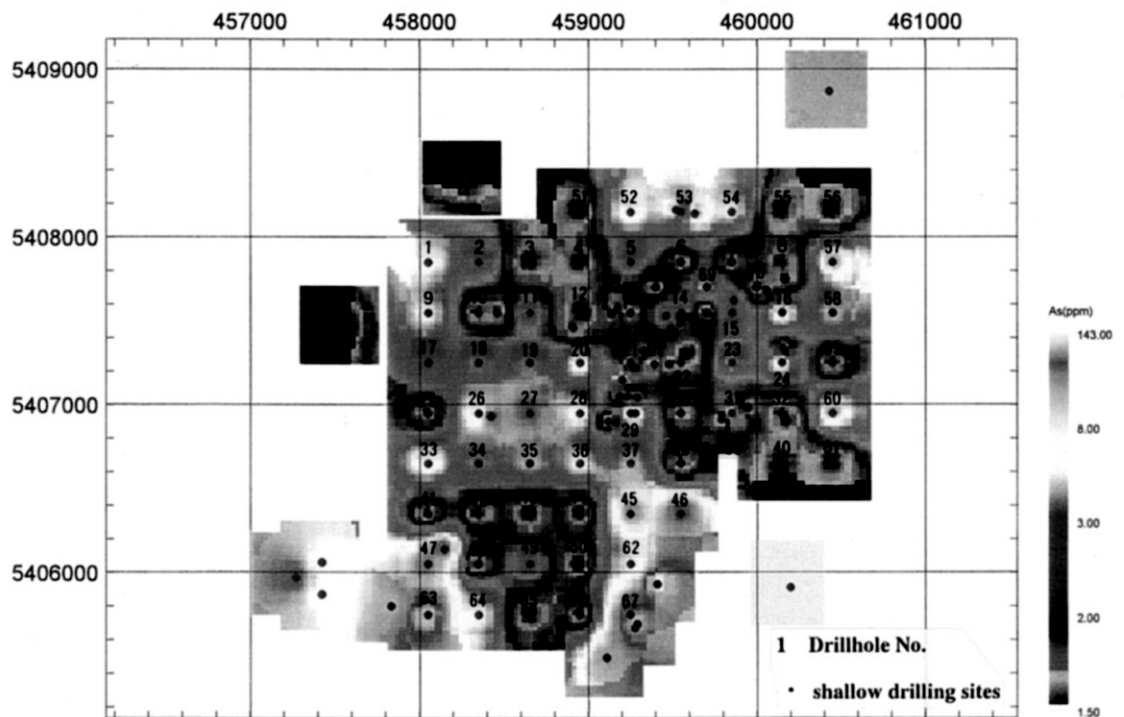 457000 458000 459000 460000 461000
5409000
5408000
5407000
5406000
51 52 53 54 55 56
1 2 3 4 5 6 57
9 11 12 14 58
15
17 18 19 20 23
24
26 27 28 60
29
33 34 35 36 37 40
45 46
47 62
63 64 67
As(ppm)
143.00
8.00
3.00
2.00
1.50
1 Drillhole No.
• shallow drilling sites